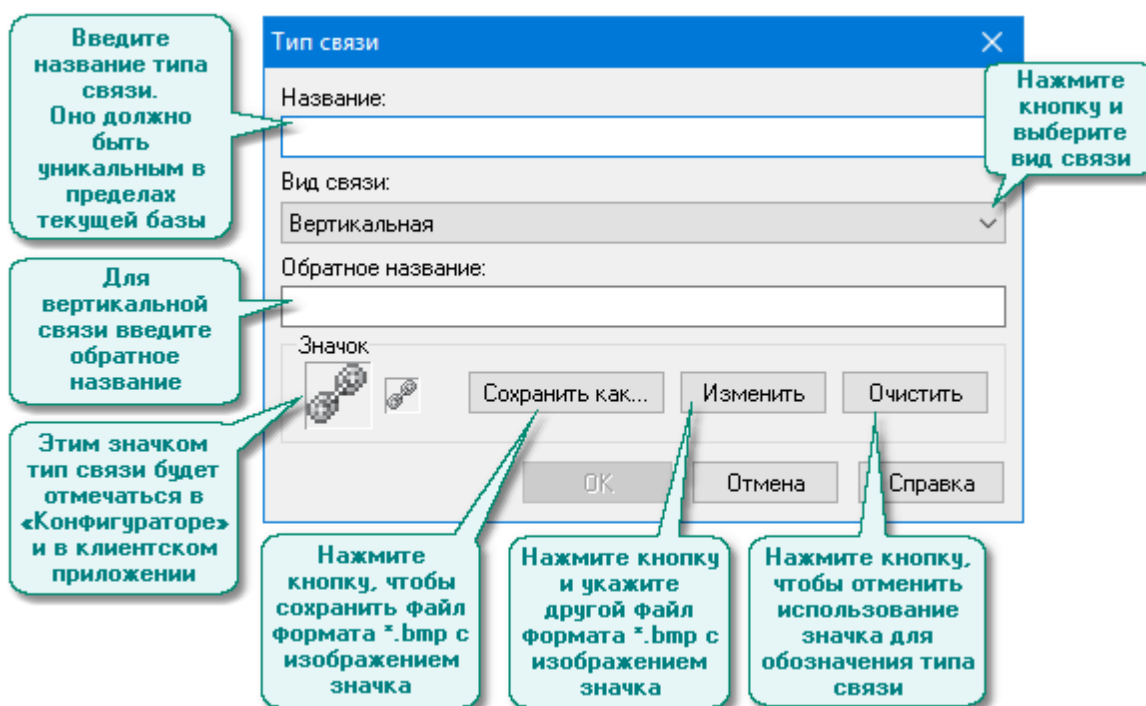 Введите
название типа
связи.
Оно должно
быть
уникальным в
пределах
текущей базы
Тип связи
Название:
Нажмите
кнопку и
выберите
вид связи
Вид связи:
Вертикальная
Для
вертикальной
связи введите
обратное
название
Обратное название:
Значок
Сохранить как...
Изменить
Очистить
Этим значком
тип связи будет
отмечаться в
«Конфигураторе»
и в клиентском
приложении
OK
Отмена
Справка
Нажмите
кнопку, чтобы
сохранить файл
формата *.bmp с
изображением
значка
Нажмите кнопку
и укажите
другой файл
формата *.bmp с
изображением
значка
Нажмите кнопку,
чтобы отменить
использование
значка для
обозначения типа
связи